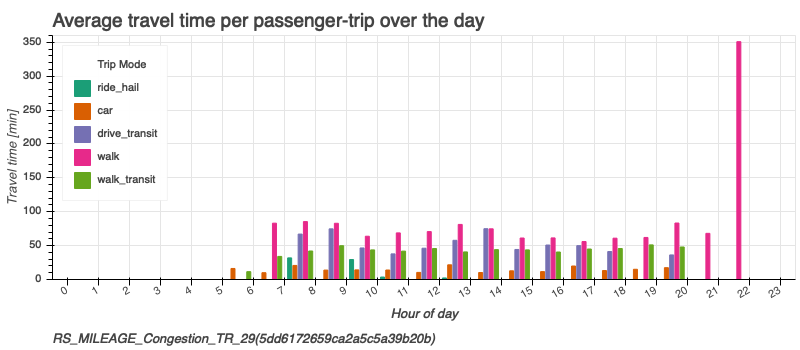 Average travel time per passenger-trip over the day
350
300
250
200
150
100
50
0
Travel time [min]
Trip Mode
ride_hail
car
drive_transit
walk
walk_transit
0 1 2 3 4 5 6 7 8 9 10 11 12 13 14 15 16 17 18 19 20 21 22 23
Hour of day
RS_MILEAGE_Congestion_TR_29(5dd6172659ca2a5c5a39b20b)